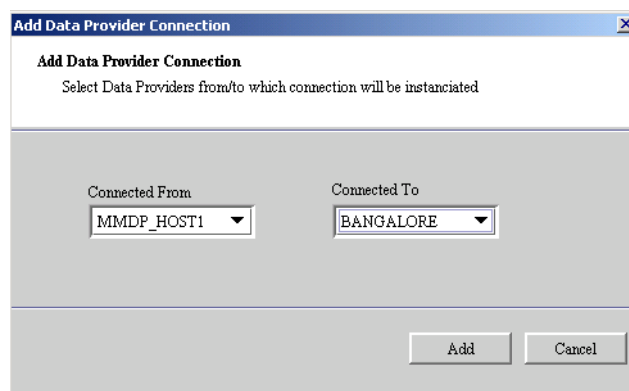 Add Data Provider Connection
Add Data Provider Connection
Select Data Providers from/to which connection will be instanciated
Connected From
Connected To
MMDP_HOST1
BANGALORE
Add
Cancel